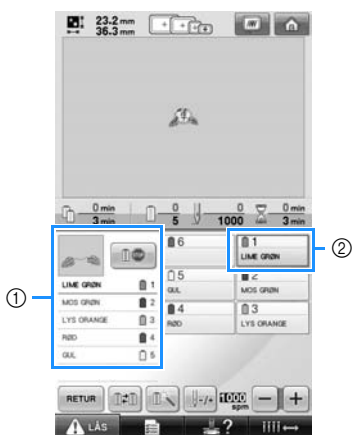 23.2 mm
36.3 mm
0 min 0 0 0 min
3 min 5 1000 3 min
6 1
LIME GRØN
5 2
GUL MOS GRØN
4 3
RØD LYS ORANGE
LIME GRØN 1
MOS GRØN 2
LYS ORANGE 3
RØD 4
GUL 5
①
②
RETUR -/+ 1000 spm - +
LÅS ?